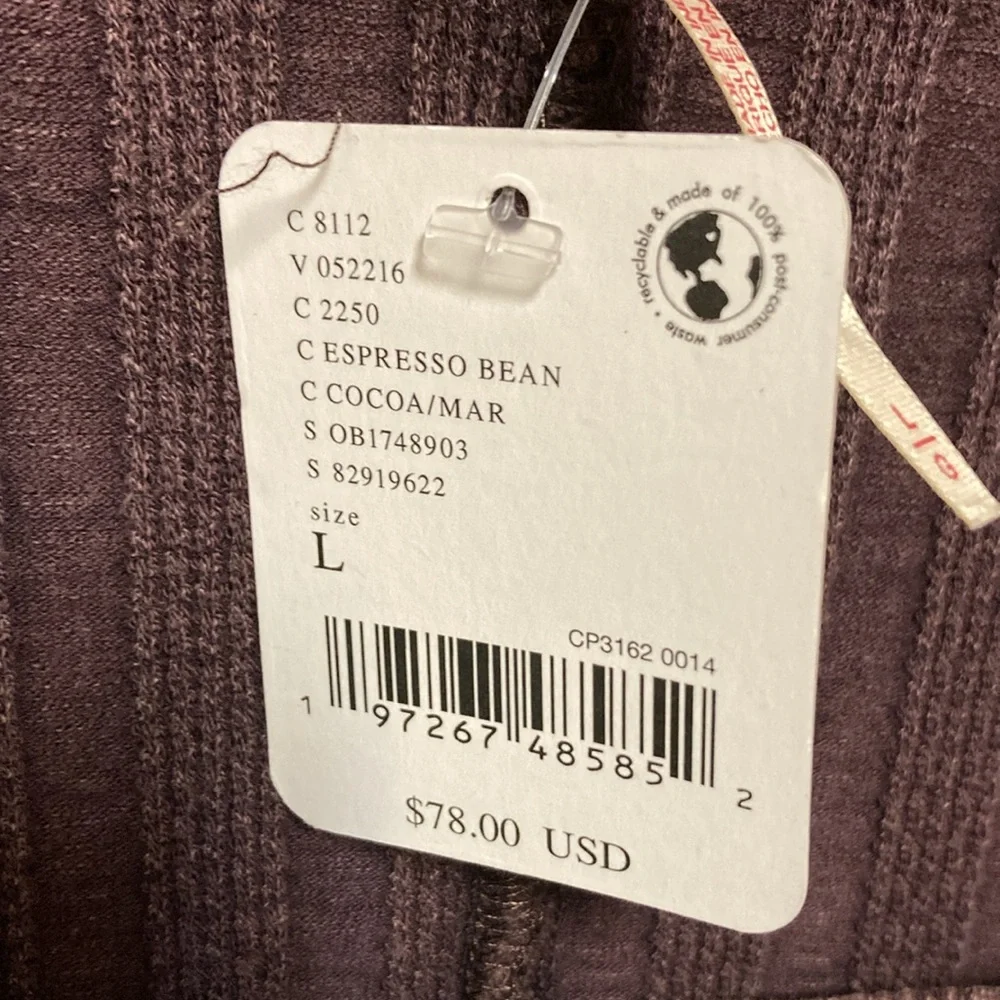 C 8112
V 052216
C 2250
C ESPRESSO BEAN
C COCOA/MAR
S OB1748903
S 82919622
size
L
recyclable & made of 100% post-consumer waste •
CP3162 0014
1 97267 48585 2
$78.00 USD